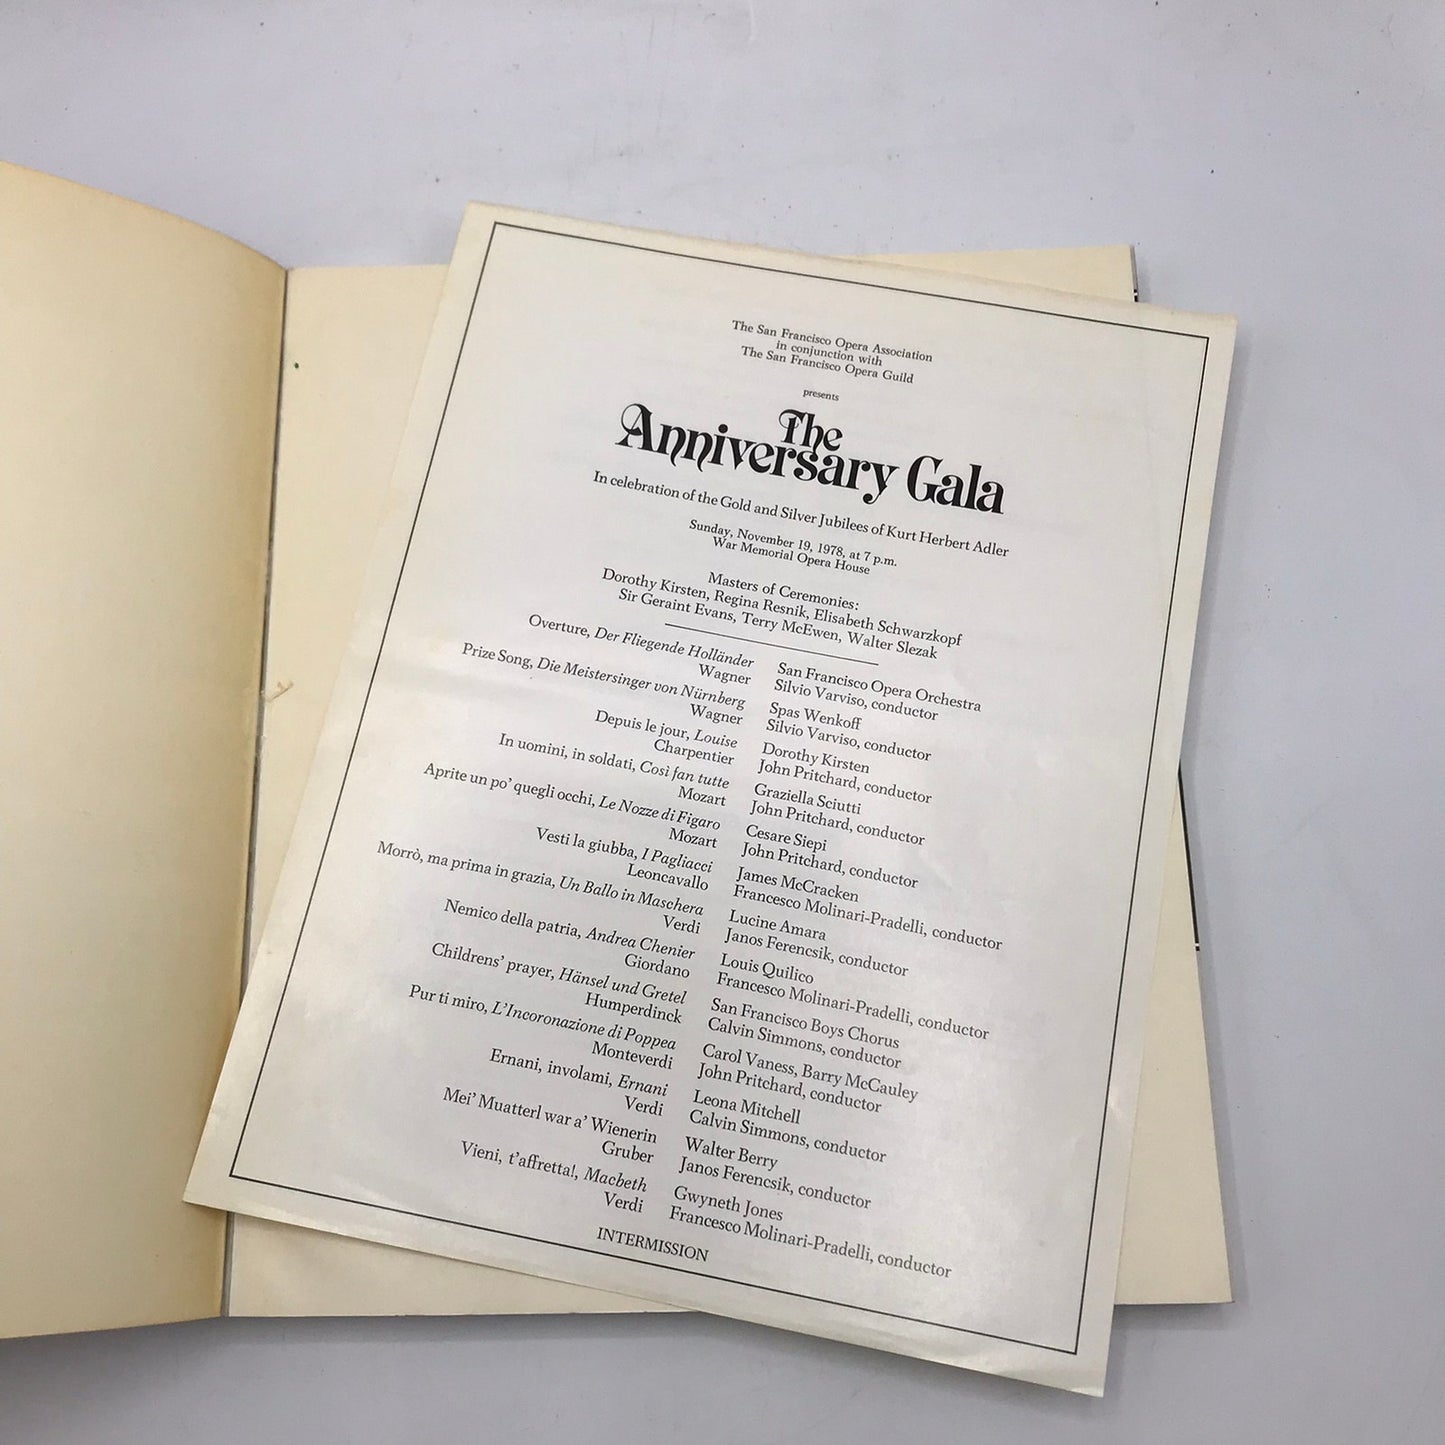 The San Francisco Opera Association
in conjunction with
The San Francisco Opera Guild
presents
The
Anniversary Gala
In celebration of the Gold and Silver Jubilees of Kurt Herbert Adler
Sunday, November 19, 1978, at 7 p.m.
War Memorial Opera House
Masters of Ceremonies:
Dorothy Kirsten, Regina Resnik, Elisabeth Schwarzkopf
Sir Geraint Evans, Terry McEwen, Walter Slezak
Overture, Der Fliegende Holländer
Wagner
San Francisco Opera Orchestra
Silvio Varviso, conductor
Prize Song, Die Meistersinger von Nürnberg
Wagner
Spas Wenkoff
Silvio Varviso, conductor
Depuis le jour, Louise
Charpentier
Dorothy Kirsten
John Pritchard, conductor
In uomini, in soldati, Così fan tutte
Mozart
Graziella Sciutti
John Pritchard, conductor
Aprite un po' quegli occhi, Le Nozze di Figaro
Mozart
Cesare Siepi
John Pritchard, conductor
Vesti la giubba, I Pagliacci
Leoncavallo
James McCracken
Francesco Molinari-Pradelli, conductor
Morrò, ma prima in grazia, Un Ballo in Maschera
Verdi
Lucine Amara
Janos Ferencsik, conductor
Nemico della patria, Andrea Chenier
Giordano
Louis Quilico
Francesco Molinari-Pradelli, conductor
Childrens' prayer, Hänsel und Gretel
Humperdinck
San Francisco Boys Chorus
Calvin Simmons, conductor
Pur ti miro, L'Incoronazione di Poppea
Monteverdi
Carol Vaness, Barry McCauley
John Pritchard, conductor
Ernani, involami, Ernani
Verdi
Leona Mitchell
Calvin Simmons, conductor
Mei' Muatterl war a' Wienerin
Gruber
Walter Berry
Janos Ferencsik, conductor
Vieni, t'affretta!, Macbeth
Verdi
Gwyneth Jones
Francesco Molinari-Pradelli, conductor
INTERMISSION